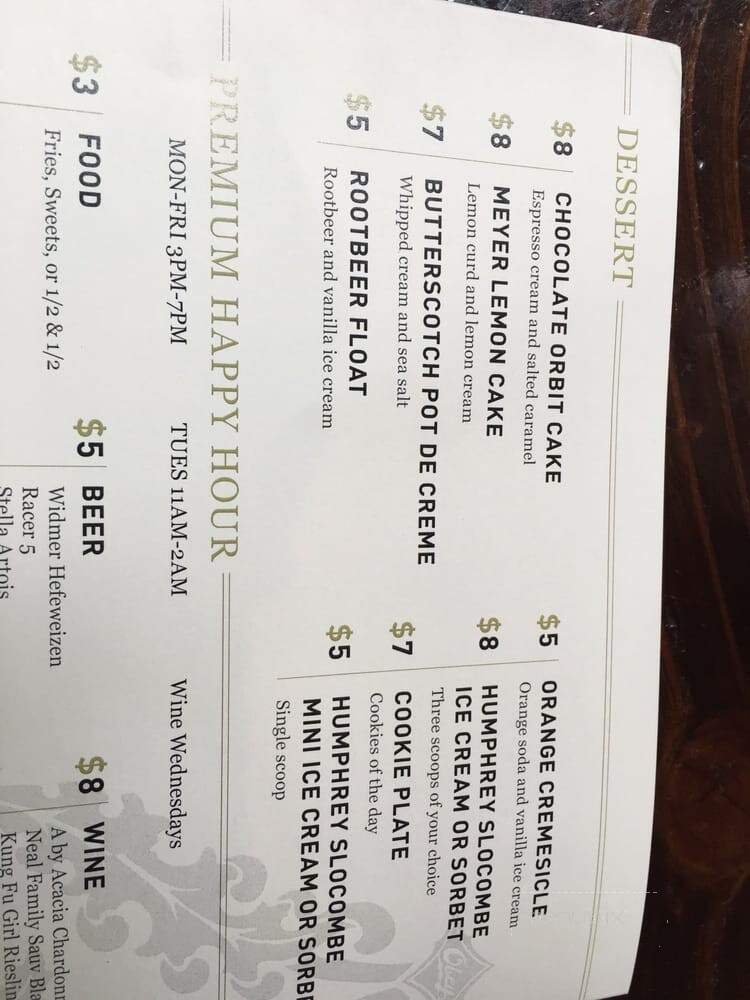 DESSERT
$8 CHOCOLATE ORBIT CAKE
Espresso cream and salted caramel
$8 MEYER LEMON CAKE
Lemon curd and lemon cream
$7 BUTTERSCOTCH POT DE CREME
Whipped cream and sea salt
$5 ROOTBEER FLOAT
Rootbeer and vanilla ice cream
$5 ORANGE CREMESICLE
Orange soda and vanilla ice cream
$8 HUMPHREY SLOCOMBE
ICE CREAM OR SORBET
Three scoops of your choice
$7 COOKIE PLATE
Cookies of the day
$5 HUMPHREY SLOCOMBE
MINI ICE CREAM OR SORB
Single scoop
PREMIUM HAPPY HOUR
MON-FRI 3PM-7PM TUES 11AM-2AM Wine Wednesdays
$3 FOOD
Fries, Sweets, or 1/2 & 1/2
$5 BEER
Widmer Hefeweizen
Racer 5
Stella Artois
$8 WINE
A by Acacia Chardon
Neal Family Sauv Bla
Kung Fu Girl Rieslin